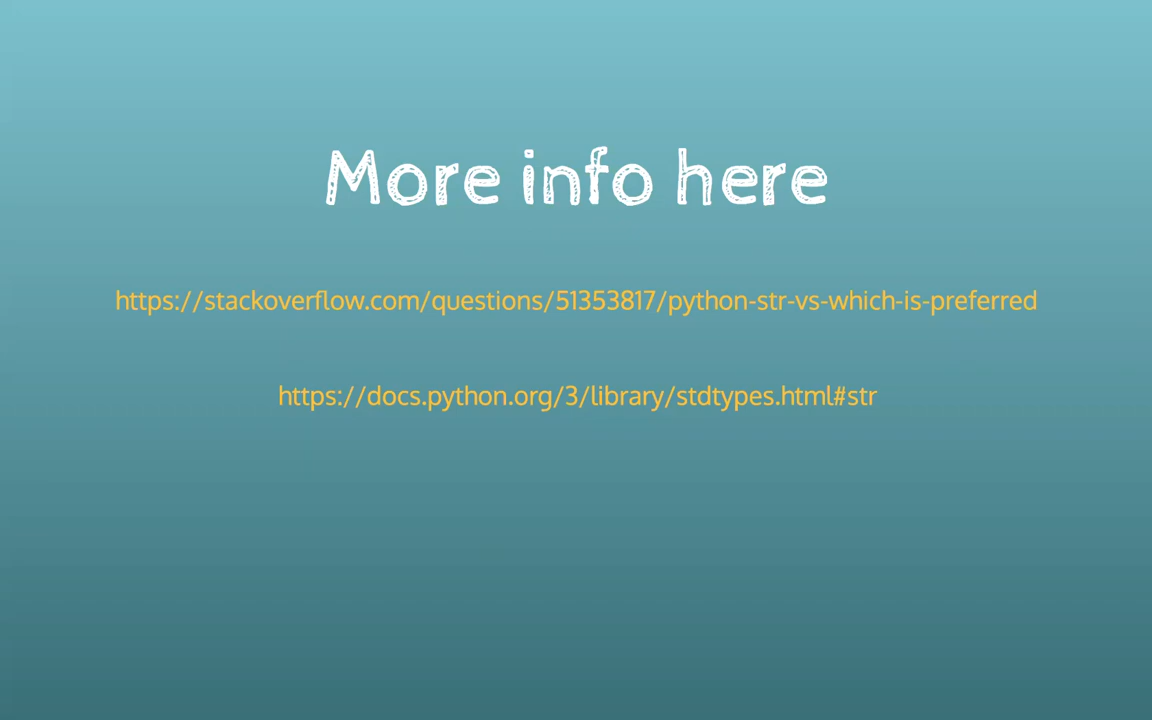 More info here
https://stackoverflow.com/questions/51353817/python-str-vs-which-is-preferred
https://docs.python.org/3/library/stdtypes.html#str